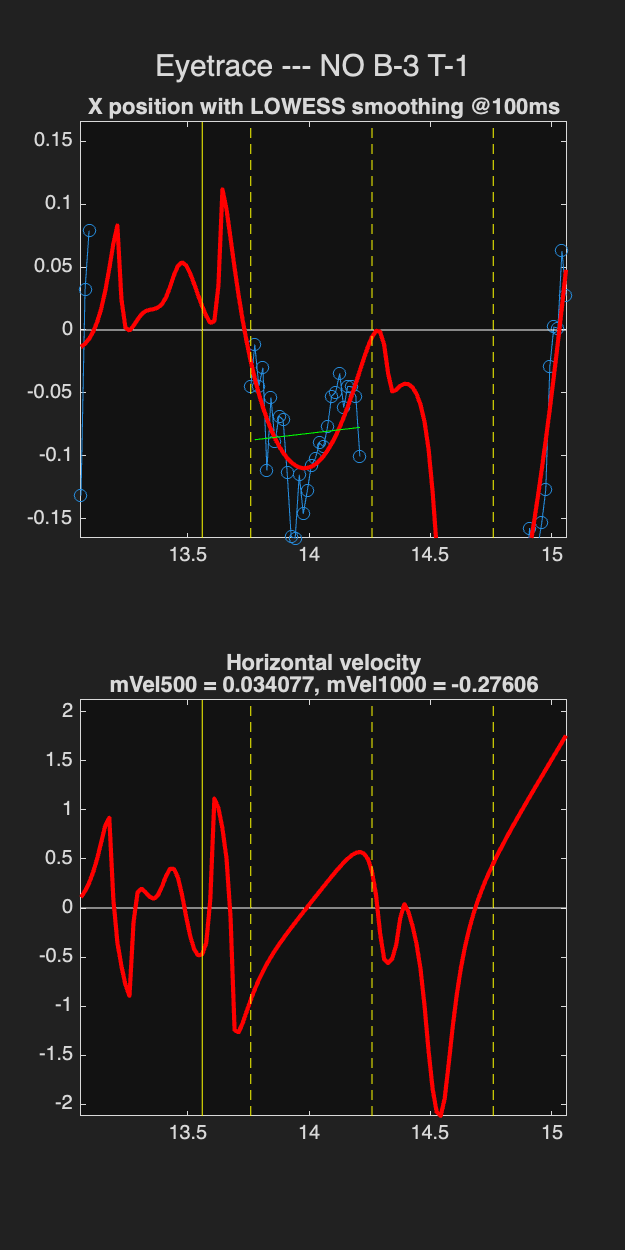 Eyetrace --- NO B-3 T-1
X position with LOWESS smoothing @100ms
0.15
0.1
0.05
0
-0.05
-0.1
-0.15
13.5 14 14.5 15
Horizontal velocity
mVel500 = 0.034077, mVel1000 = -0.27606
2
1.5
1
0.5
0
-0.5
-1
-1.5
-2
13.5 14 14.5 15